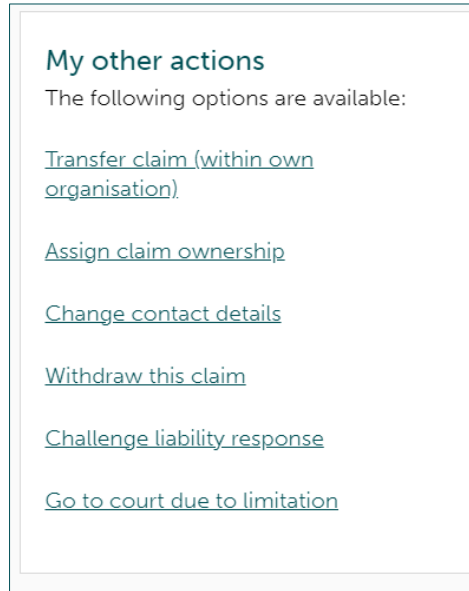 My other actions
The following options are available:
Transfer claim (within own
organisation)
Assign claim ownership
Change contact details
Withdraw this claim
Challenge liability response
Go to court due to limitation